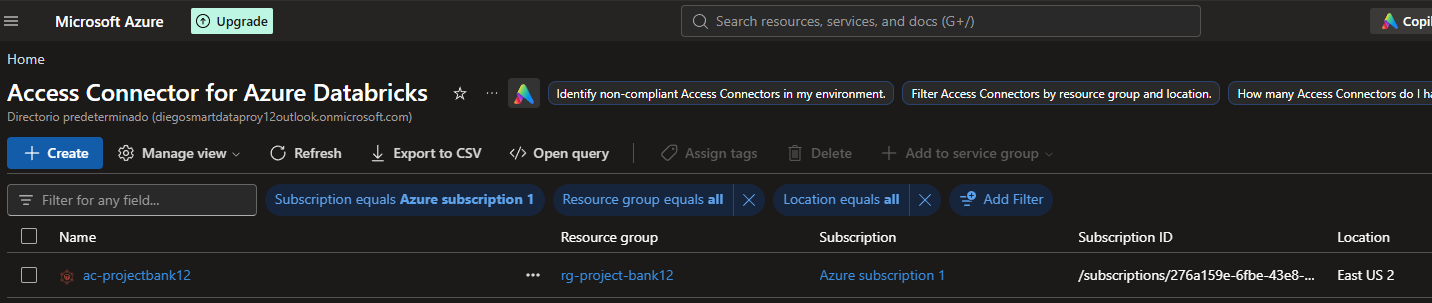 Microsoft Azure Upgrade Search resources, services, and docs (G+/)
Home
Access Connector for Azure Databricks ... Identify non-compliant Access Connectors in my environment. Filter Access Connectors by resource group and location. How many Access Connectors do I
Directorio predeterminado (diegosmartdataproy12outlook.onmicrosoft.com)
+ Create Manage view Refresh Export to CSV Open query Assign tags Delete + Add to service group
Filter for any field... Subscription equals Azure subscription 1 Resource group equals all Location equals all Add Filter
Name Resource group Subscription Subscription ID Location
ac-projectbank12 ... rg-project-bank12 Azure subscription 1 /subscriptions/276a159e-6fbe-43e8-... East US 2